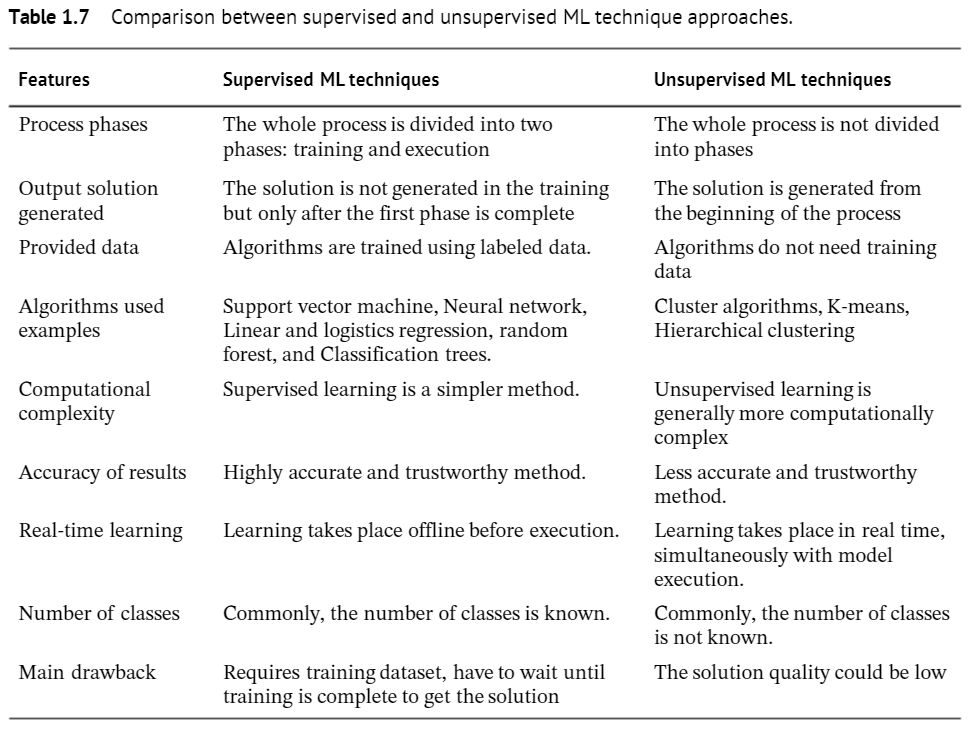 Table 1.7 Comparison between supervised and unsupervised ML technique approaches.
Features Supervised ML techniques Unsupervised ML techniques
Process phases The whole process is divided into two The whole process is not divided
phases: training and execution into phases
Output solution The solution is not generated in the training The solution is generated from
generated but only after the first phase is complete the beginning of the process
Provided data Algorithms are trained using labeled data. Algorithms do not need training
data
Algorithms used Support vector machine, Neural network, Cluster algorithms, K-means,
examples Linear and logistics regression, random Hierarchical clustering
forest, and Classification trees.
Computational Supervised learning is a simpler method. Unsupervised learning is
complexity generally more computationally
complex
Accuracy of results Highly accurate and trustworthy method. Less accurate and trustworthy
method.
Real-time learning Learning takes place offline before execution. Learning takes place in real time,
simultaneously with model
execution.
Number of classes Commonly, the number of classes is known. Commonly, the number of classes
is not known.
Main drawback Requires training dataset, have to wait until The solution quality could be low
training is complete to get the solution